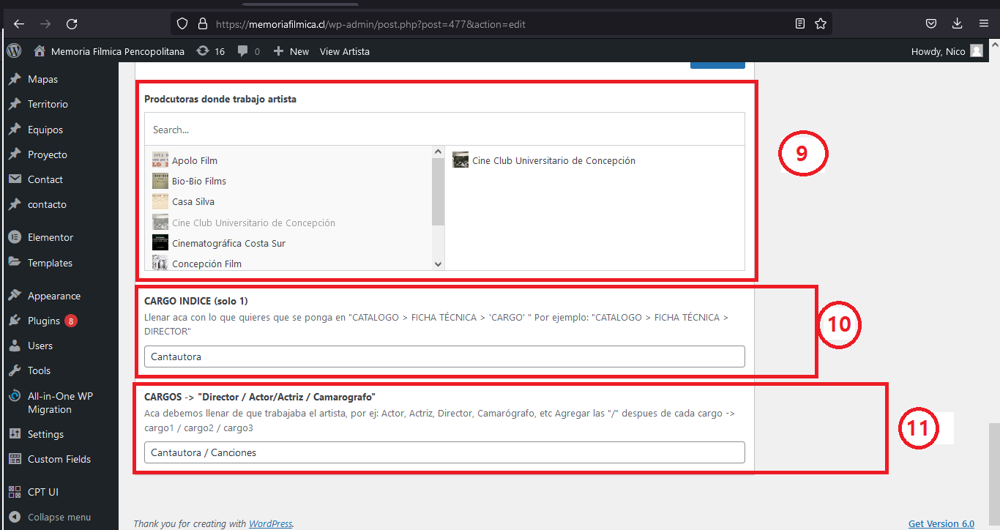 https://memoriafilmica.cl/wp-admin/post.php?post=477&action=edit
Memoria Filmica Pencopolitana
16
0
New
View Artista
Howdy, Nico
Mapas
Territorio
Equipos
Proyecto
Contact
contacto
Elementor
Templates
Appearance
Plugins 8
Users
Tools
All-in-One WP
Migration
Settings
Custom Fields
CPT UI
Collapse menu
Prodcutoras donde trabajo artista
Search...
Apolo Film
Bio-Bio Films
Casa Silva
Cine Club Universitario de Concepción
Cinematográfica Costa Sur
Concepción Film
Cine Club Universitario de Concepción
9
CARGO INDICE (solo 1)
Llenar aca con lo que quieres que se ponga en "CATALOGO > FICHA TÉCNICA > 'CARGO' " Por ejemplo: "CATALOGO > FICHA TÉCNICA >
DIRECTOR"
Cantautora
10
CARGOS -> "Director / Actor/Actriz / Camarografo"
Aca debemos llenar de que trabajaba el artista, por ej: Actor, Actriz, Director, Camarógrafo, etc Agregar las "/" despues de cada cargo ->
cargo1 / cargo2 / cargo3
Cantautora / Canciones
11
Thank you for creating with WordPress.
Get Version 6.0